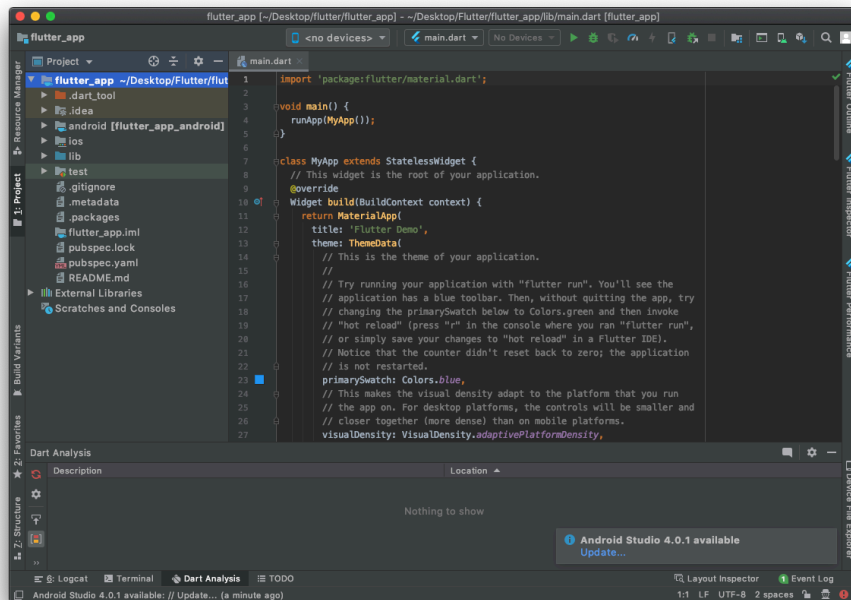 flutter_app [~/Desktop/flutter/flutter_app] - ~/Desktop/Flutter/flutter_app/lib/main.dart [flutter_app]
flutter_app
<no devices>
main.dart
No Devices
Project
main.dart
Resource Manager
1: Project
Build Variants
2: Favorites
7: Structure
flutter_app ~/Desktop/Flutter/flut
.dart_tool
.idea
android [flutter_app_android]
ios
lib
test
.gitignore
.metadata
.packages
flutter_app.iml
pubspec.lock
pubspec.yaml
README.md
External Libraries
Scratches and Consoles
1 import 'package:flutter/material.dart';
2
3 void main() {
4 runApp(MyApp());
5 }
6
7 class MyApp extends StatelessWidget {
8 // This widget is the root of your application.
9 @override
10 Widget build(BuildContext context) {
11 return MaterialApp(
12 title: 'Flutter Demo',
13 theme: ThemeData(
14 // This is the theme of your application.
15 //
16 // Try running your application with "flutter run". You'll see the
17 // application has a blue toolbar. Then, without quitting the app, try
18 // changing the primarySwatch below to Colors.green and then invoke
19 // "hot reload" (press "r" in the console where you ran "flutter run",
20 // or simply save your changes to "hot reload" in a Flutter IDE).
21 // Notice that the counter didn't reset back to zero; the application
22 // is not restarted.
23 primarySwatch: Colors.blue,
24 // This makes the visual density adapt to the platform that you run
25 // the app on. For desktop platforms, the controls will be smaller and
26 // closer together (more dense) than on mobile platforms.
27 visualDensity: VisualDensity.adaptivePlatformDensity,
Flutter Outline
Flutter Inspector
Flutter Performance
Device File Explorer
Dart Analysis
Description
Location
Nothing to show
Android Studio 4.0.1 available
Update...
6: Logcat
Terminal
Dart Analysis
TODO
Layout Inspector
1 Event Log
Android Studio 4.0.1 available: // Update... (a minute ago)
1:1 LF UTF-8 2 spaces